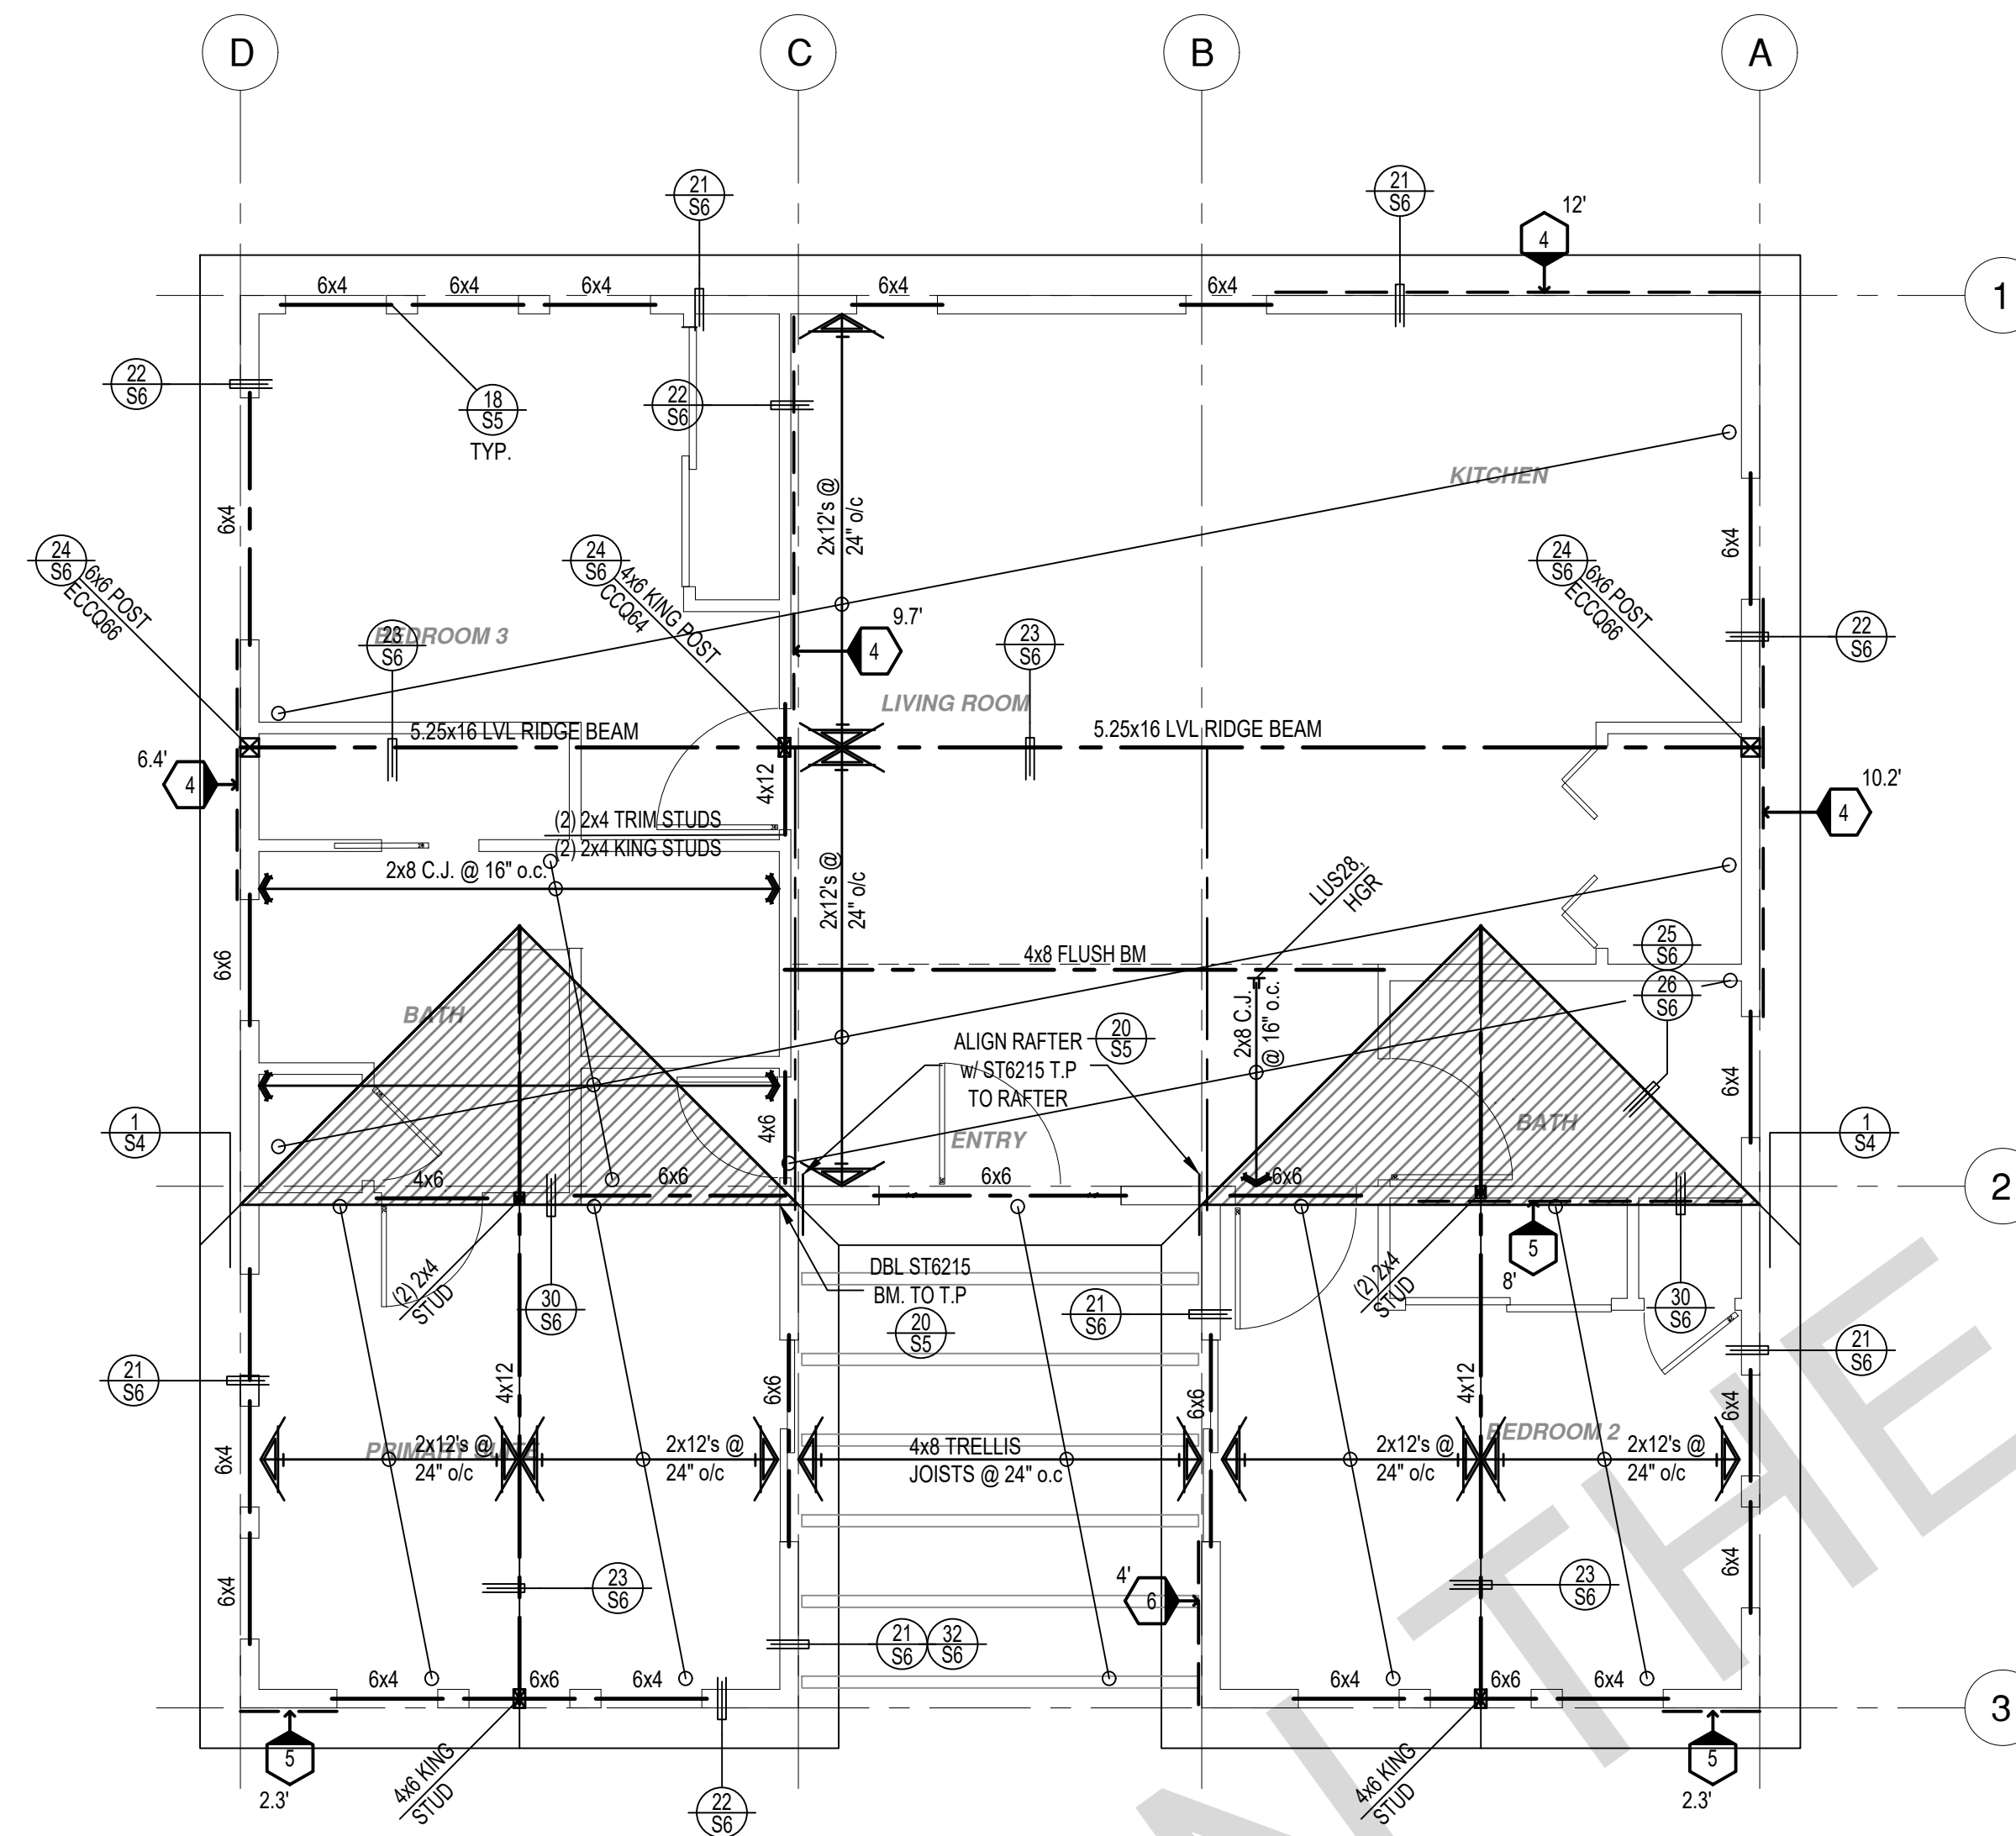 D
C
B
A
21
S6
21
S6
12'
4
6x4
6x4
6x4
6x4
6x4
1
22
S6
22
S6
18
S5
TYP.
KITCHEN
2x12's @
24" o/c
6x4
6x4
24
S6
6x6 POST
ECCQ66
24
S6
4x6 KING POST
CCQ64
24
S6
6x6 POST
ECCQ66
9.7'
4
BEDROOM 3
23
S6
23
S6
22
S6
LIVING ROOM
5.25x16 LVL RIDGE BEAM
5.25x16 LVL RIDGE BEAM
6.4'
4
4x12
10.2'
4
(2) 2x4 TRIM STUDS
(2) 2x4 KING STUDS
2x8 C.J. @ 16" o.c.
2x12's @
24" o/c
LUS28,
HGR
6x6
4x8 FLUSH BM
25
S6
26
S6
BATH
2x8 C.J.
@ 16" o.c.
ALIGN RAFTER
w/ ST6215 T.P
TO RAFTER
20
S5
6x4
1
S4
4x6
ENTRY
BATH
1
S4
4x6
6x6
6x6
6x6
2
(2) 2x4
STUD
30
S6
DBL ST6215
BM. TO T.P
20
S5
21
S6
(2) 2x4
STUD
5
8'
30
S6
21
S6
21
S6
4x12
6x6
6x6
4x12
6x4
6x4
PRIMARY
2x12's @
24" o/c
2x12's @
24" o/c
4x8 TRELLIS
JOISTS @ 24" o.c
BEDROOM 2
2x12's @
24" o/c
2x12's @
24" o/c
6x4
23
S6
4'
6
23
S6
6x4
21
S6
32
S6
6x4
6x6
6x4
6x4
6x6
6x4
3
5
2.3'
4x6 KING
STUD
22
S6
4x6 KING
STUD
5
2.3'
THE